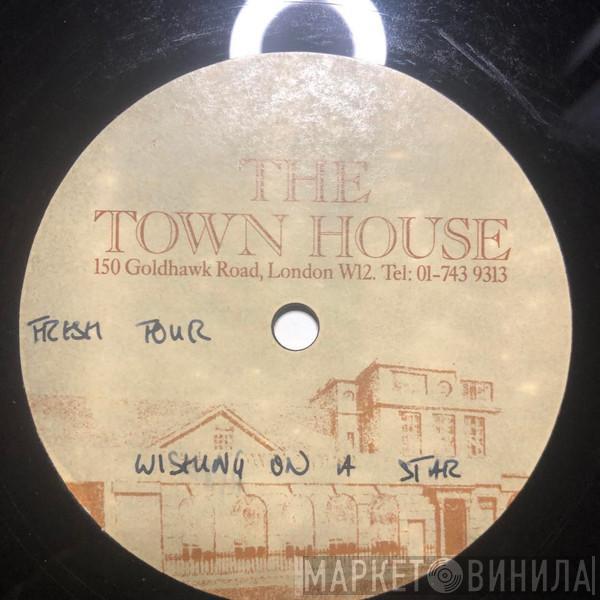 THE
TOWN HOUSE
150 Goldhawk Road, London W12. Tel: 01-743 9313
FRESH FOUR
WISHING ON A STAR
МАРКЕТ ВИНИЛА